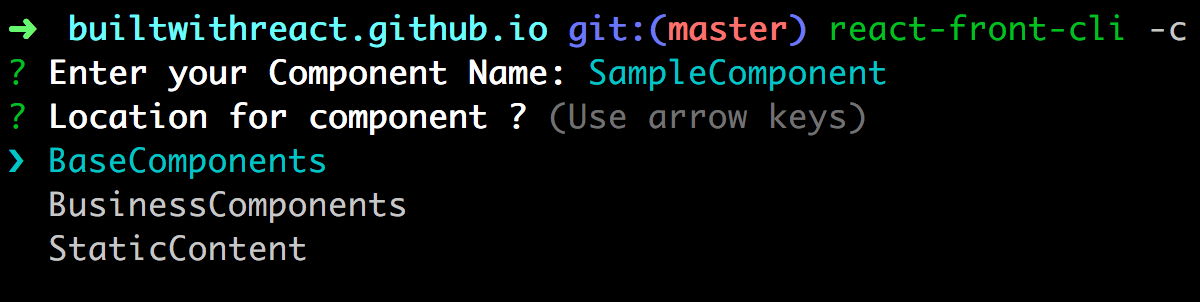 ➜ builtwithreact.github.io git:(master) react-front-cli -c
? Enter your Component Name: SampleComponent
? Location for component ? (Use arrow keys)
❯ BaseComponents
BusinessComponents
StaticContent